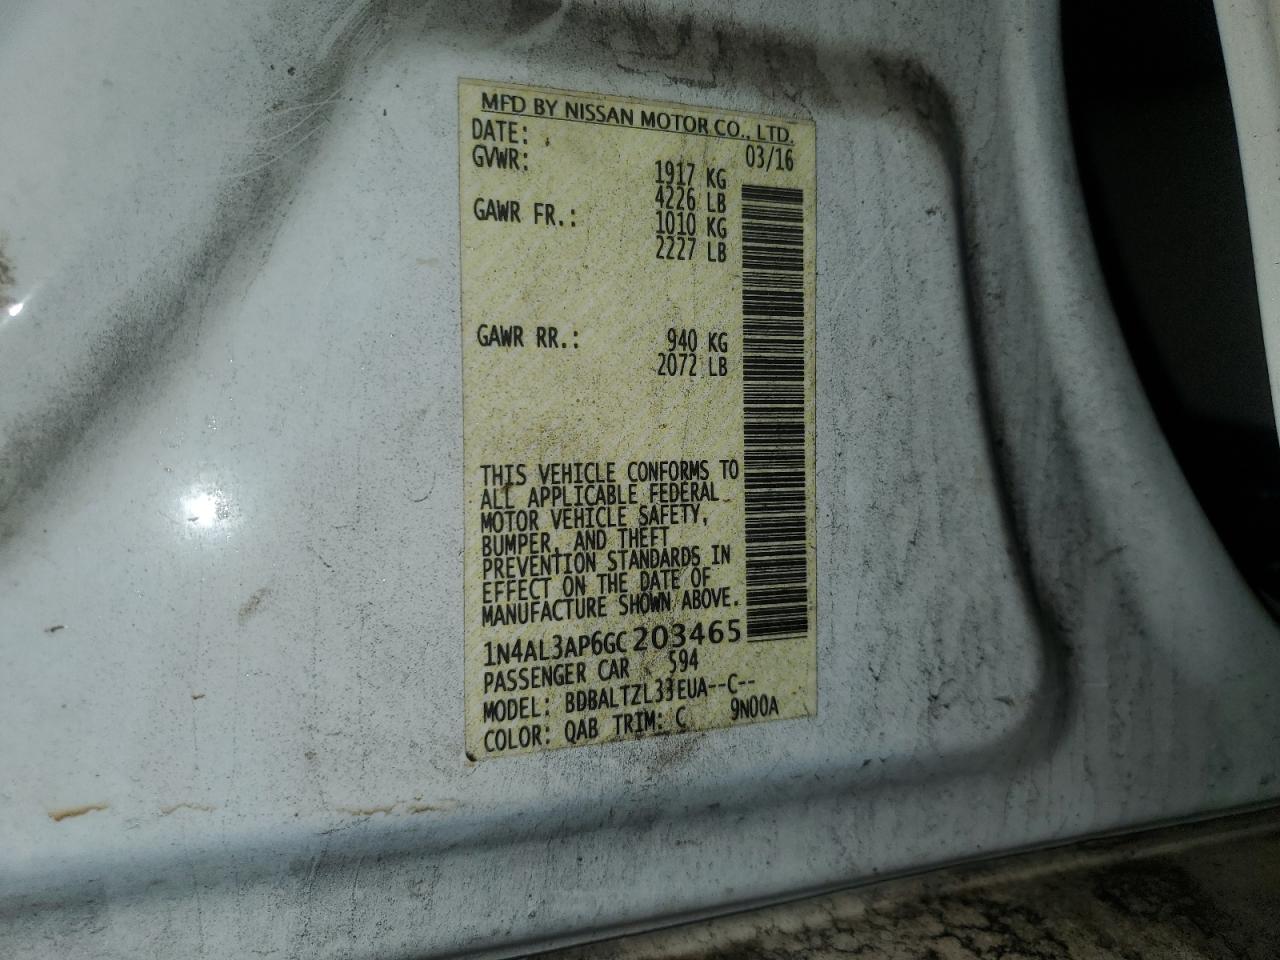 MFD BY NISSAN MOTOR CO., LTD.
DATE: 03/16
GVWR: 1917 KG
4226 LB
GAWR FR.: 1010 KG
2227 LB
GAWR RR.: 940 KG
2072 LB
THIS VEHICLE CONFORMS TO
ALL APPLICABLE FEDERAL
MOTOR VEHICLE SAFETY,
BUMPER, AND THEFT
PREVENTION STANDARDS IN
EFFECT ON THE DATE OF
MANUFACTURE SHOWN ABOVE.
1N4AL3AP6GC203465
PASSENGER CAR 594
MODEL: BDBALTZL33EUA--C--
COLOR: QAB TRIM: C 9N00A